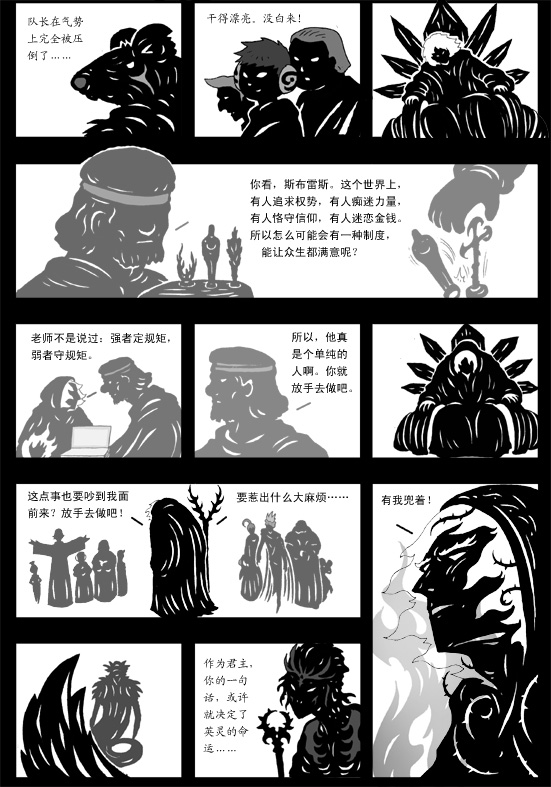 队长在气势
上完全被压
倒了……
干得漂亮。没白来！
你看，斯布雷斯。这个世界上，
有人追求权势，有人痴迷力量，
有人恪守信仰，有人迷恋金钱。
所以怎么可能会有一种制度，
能让众生都满意呢？
老师不是说过：强者定规矩，
弱者守规矩。
所以，他真
是个单纯的
人啊。你就
放手去做吧。
这点事也要吵到我面
前来？放手去做吧！
要惹出什么大麻烦……
有我兜着！
作为君主，
你的一句
话，或许
就决定了
英灵的命
运……